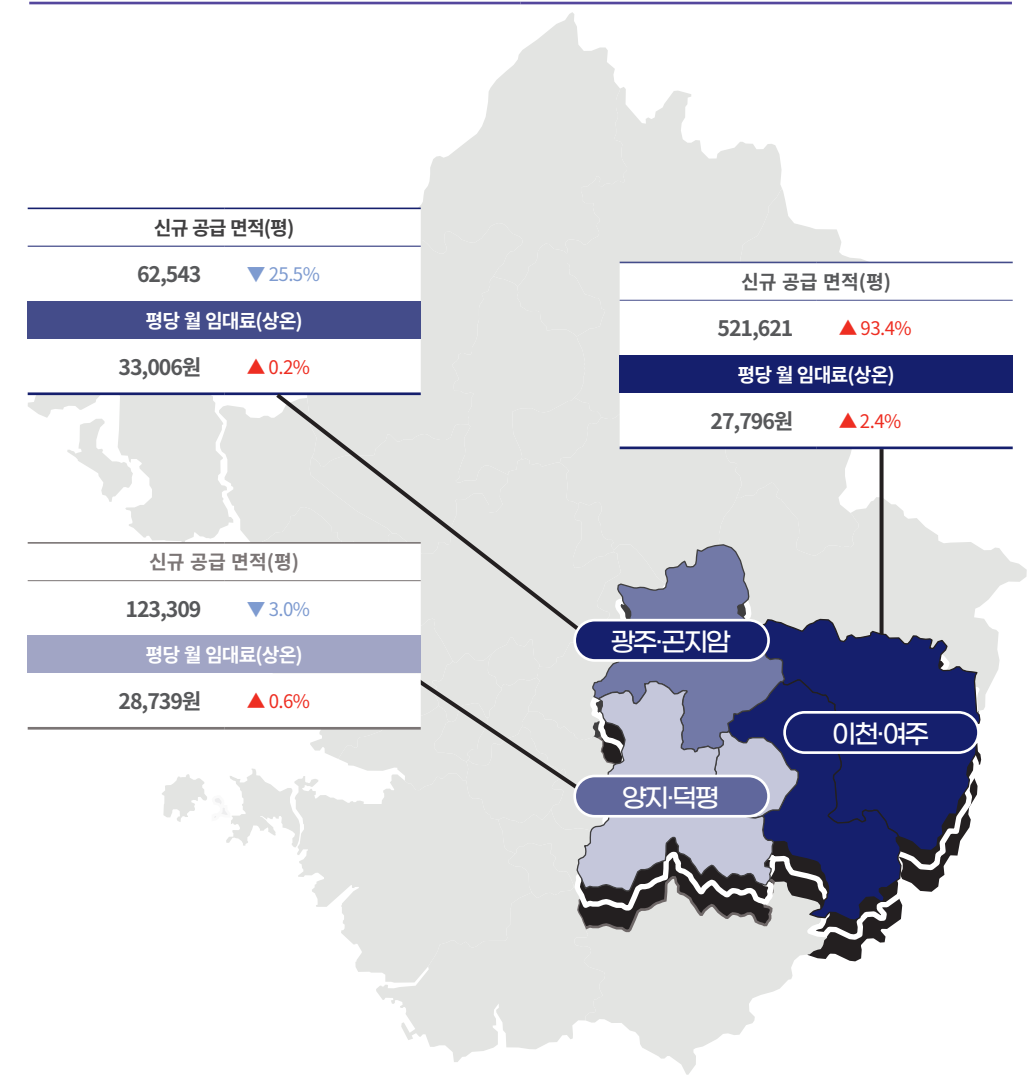 신규 공급 면적(평)
62,543 ▼ 25.5%
평당 월 임대료(상온)
33,006원 ▲ 0.2%
신규 공급 면적(평)
521,621 ▲ 93.4%
평당 월 임대료(상온)
27,796원 ▲ 2.4%
신규 공급 면적(평)
123,309 ▼ 3.0%
평당 월 임대료(상온)
28,739원 ▲ 0.6%
광주·곤지암
이천·여주
양지·덕평